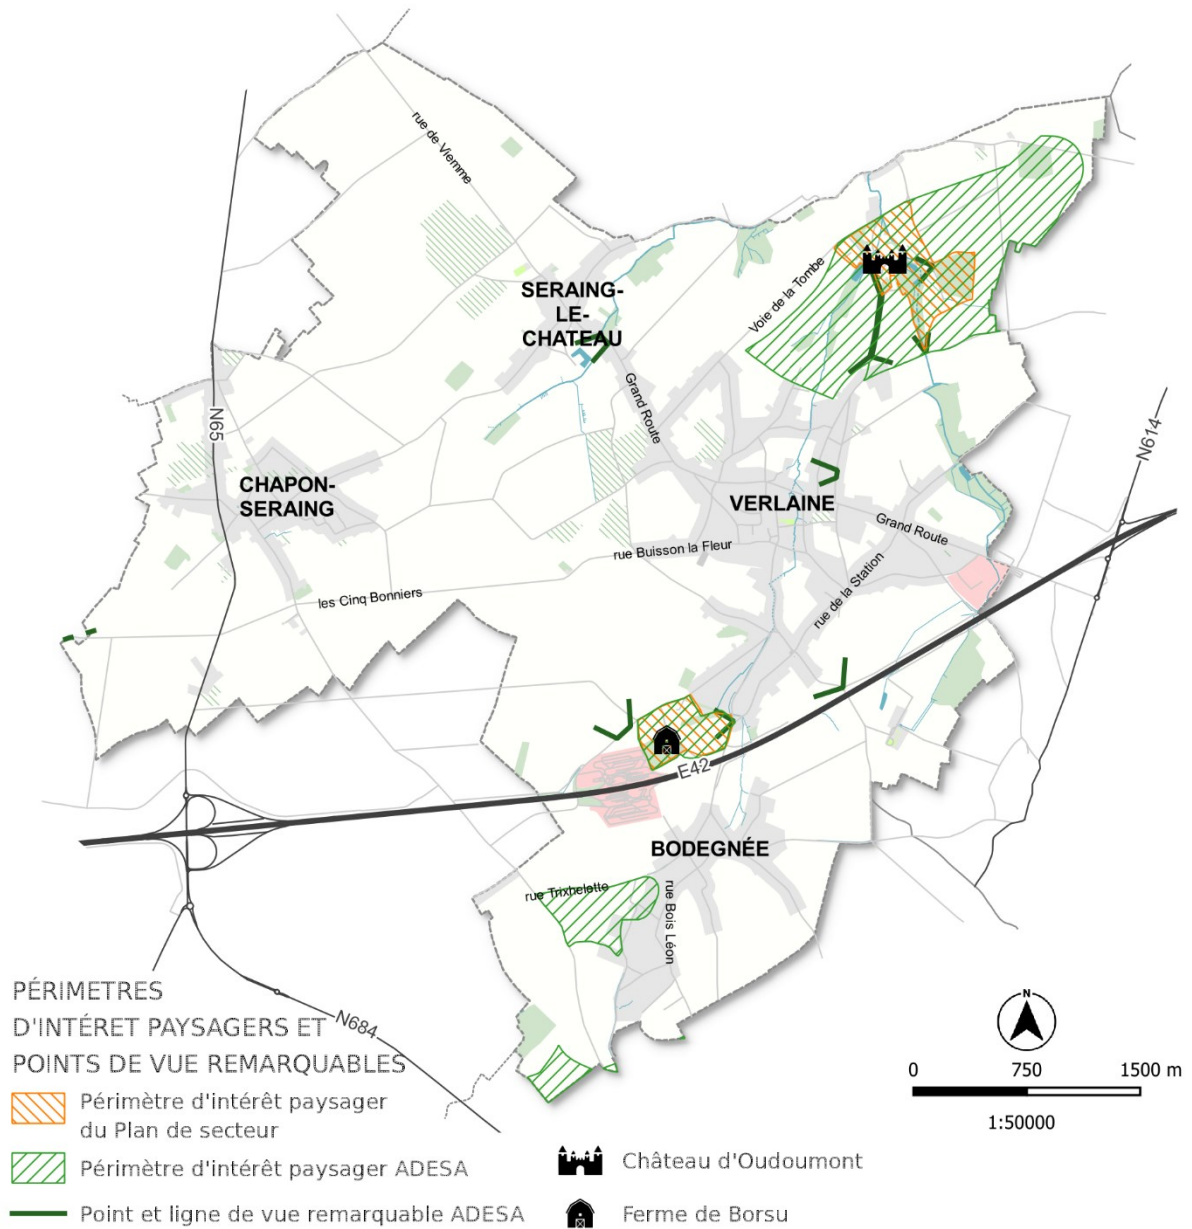 rue de Viemme
SERAING-
LE-
CHATEAU
Voie de la Tombe
Grand Route
N65
N614
CHAPON-
SERAING
VERLAINE
Grand Route
rue Buisson la Fleur
rue de la Station
les Cinq Bonniers
E42
BODEGNÉE
rue Trixhelette
rue Bois Léon
N684
PÉRIMETRES
D'INTÉRET PAYSAGERS ET
POINTS DE VUE REMARQUABLES
Périmètre d'intérêt paysager
du Plan de secteur
Périmètre d'intérêt paysager ADESA
Point et ligne de vue remarquable ADESA
Château d'Oudoumont
Ferme de Borsu
N
0 750 1500 m
1:50000